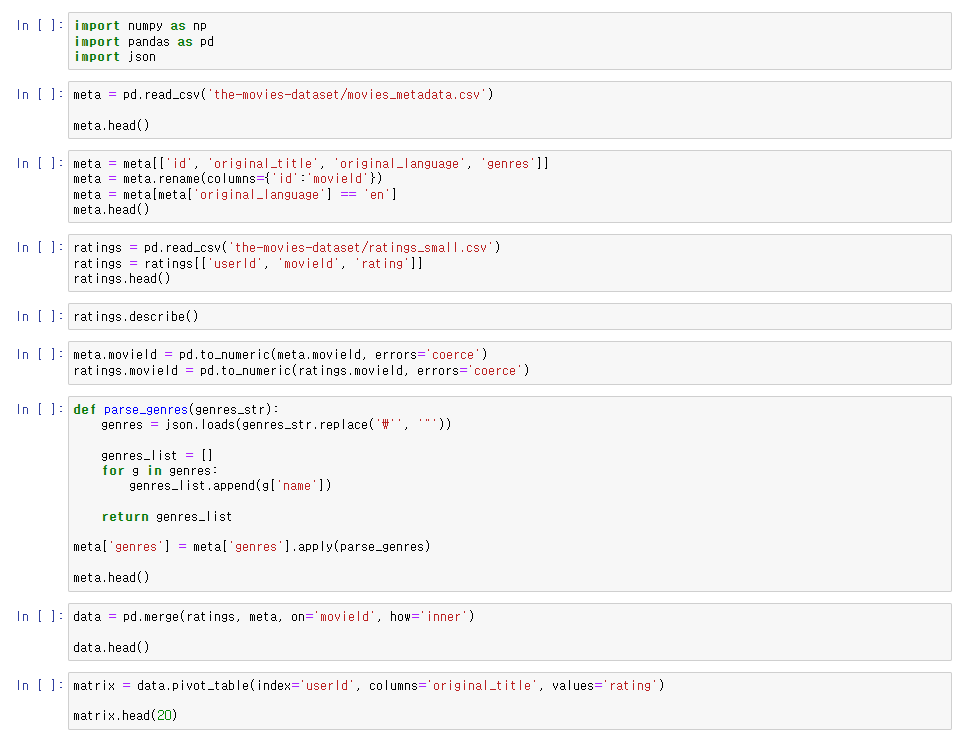 In [ ]: import numpy as np
import pandas as pd
import json
In [ ]: meta = pd.read_csv('the-movies-dataset/movies_metadata.csv')
meta.head()
In [ ]: meta = meta[['id', 'original_title', 'original_language', 'genres']]
meta = meta.rename(columns={'id':'movieId'})
meta = meta[meta['original_language'] == 'en']
meta.head()
In [ ]: ratings = pd.read_csv('the-movies-dataset/ratings_small.csv')
ratings = ratings[['userId', 'movieId', 'rating']]
ratings.head()
In [ ]: ratings.describe()
In [ ]: meta.movieId = pd.to_numeric(meta.movieId, errors='coerce')
ratings.movieId = pd.to_numeric(ratings.movieId, errors='coerce')
In [ ]: def parse_genres(genres_str):
    genres = json.loads(genres_str.replace('₩'', '"'))
    genres_list = []
    for g in genres:
        genres_list.append(g['name'])
    return genres_list
meta['genres'] = meta['genres'].apply(parse_genres)
meta.head()
In [ ]: data = pd.merge(ratings, meta, on='movieId', how='inner')
data.head()
In [ ]: matrix = data.pivot_table(index='userId', columns='original_title', values='rating')
matrix.head(20)